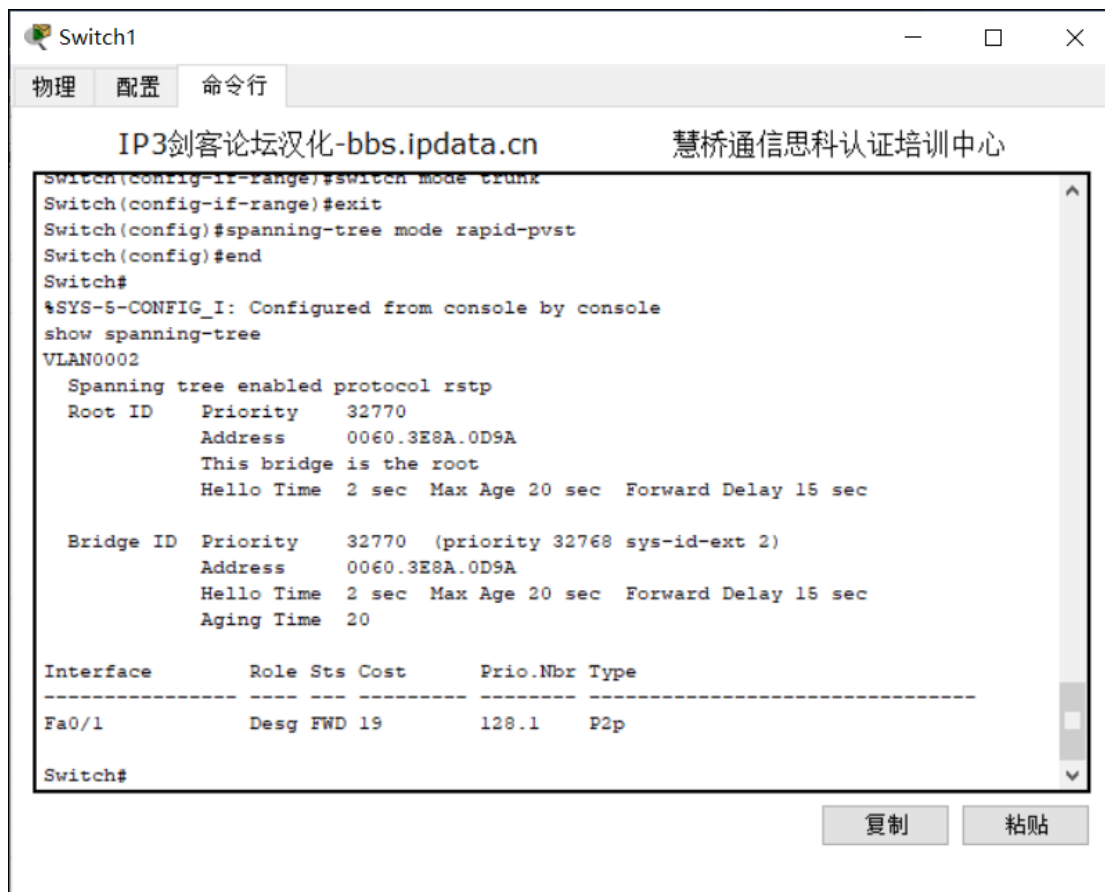 Switch1
物理 配置 命令行
IP3剑客论坛汉化-bbs.ipdata.cn 慧桥通信思科认证培训中心
Switch(config-if-range)#switch mode trunk
Switch(config-if-range)#exit
Switch(config)#spanning-tree mode rapid-pvst
Switch(config)#end
Switch#
%SYS-5-CONFIG_I: Configured from console by console
show spanning-tree
VLAN0002
  Spanning tree enabled protocol rstp
  Root ID    Priority    32770
             Address     0060.3E8A.0D9A
             This bridge is the root
             Hello Time  2 sec  Max Age 20 sec  Forward Delay 15 sec
  Bridge ID  Priority    32770  (priority 32768 sys-id-ext 2)
             Address     0060.3E8A.0D9A
             Hello Time  2 sec  Max Age 20 sec  Forward Delay 15 sec
             Aging Time  20
Interface        Role Sts Cost      Prio.Nbr Type
---------------- ---- --- --------- -------- --------------------------------
Fa0/1            Desg FWD 19        128.1    P2p
Switch#
复制 粘贴